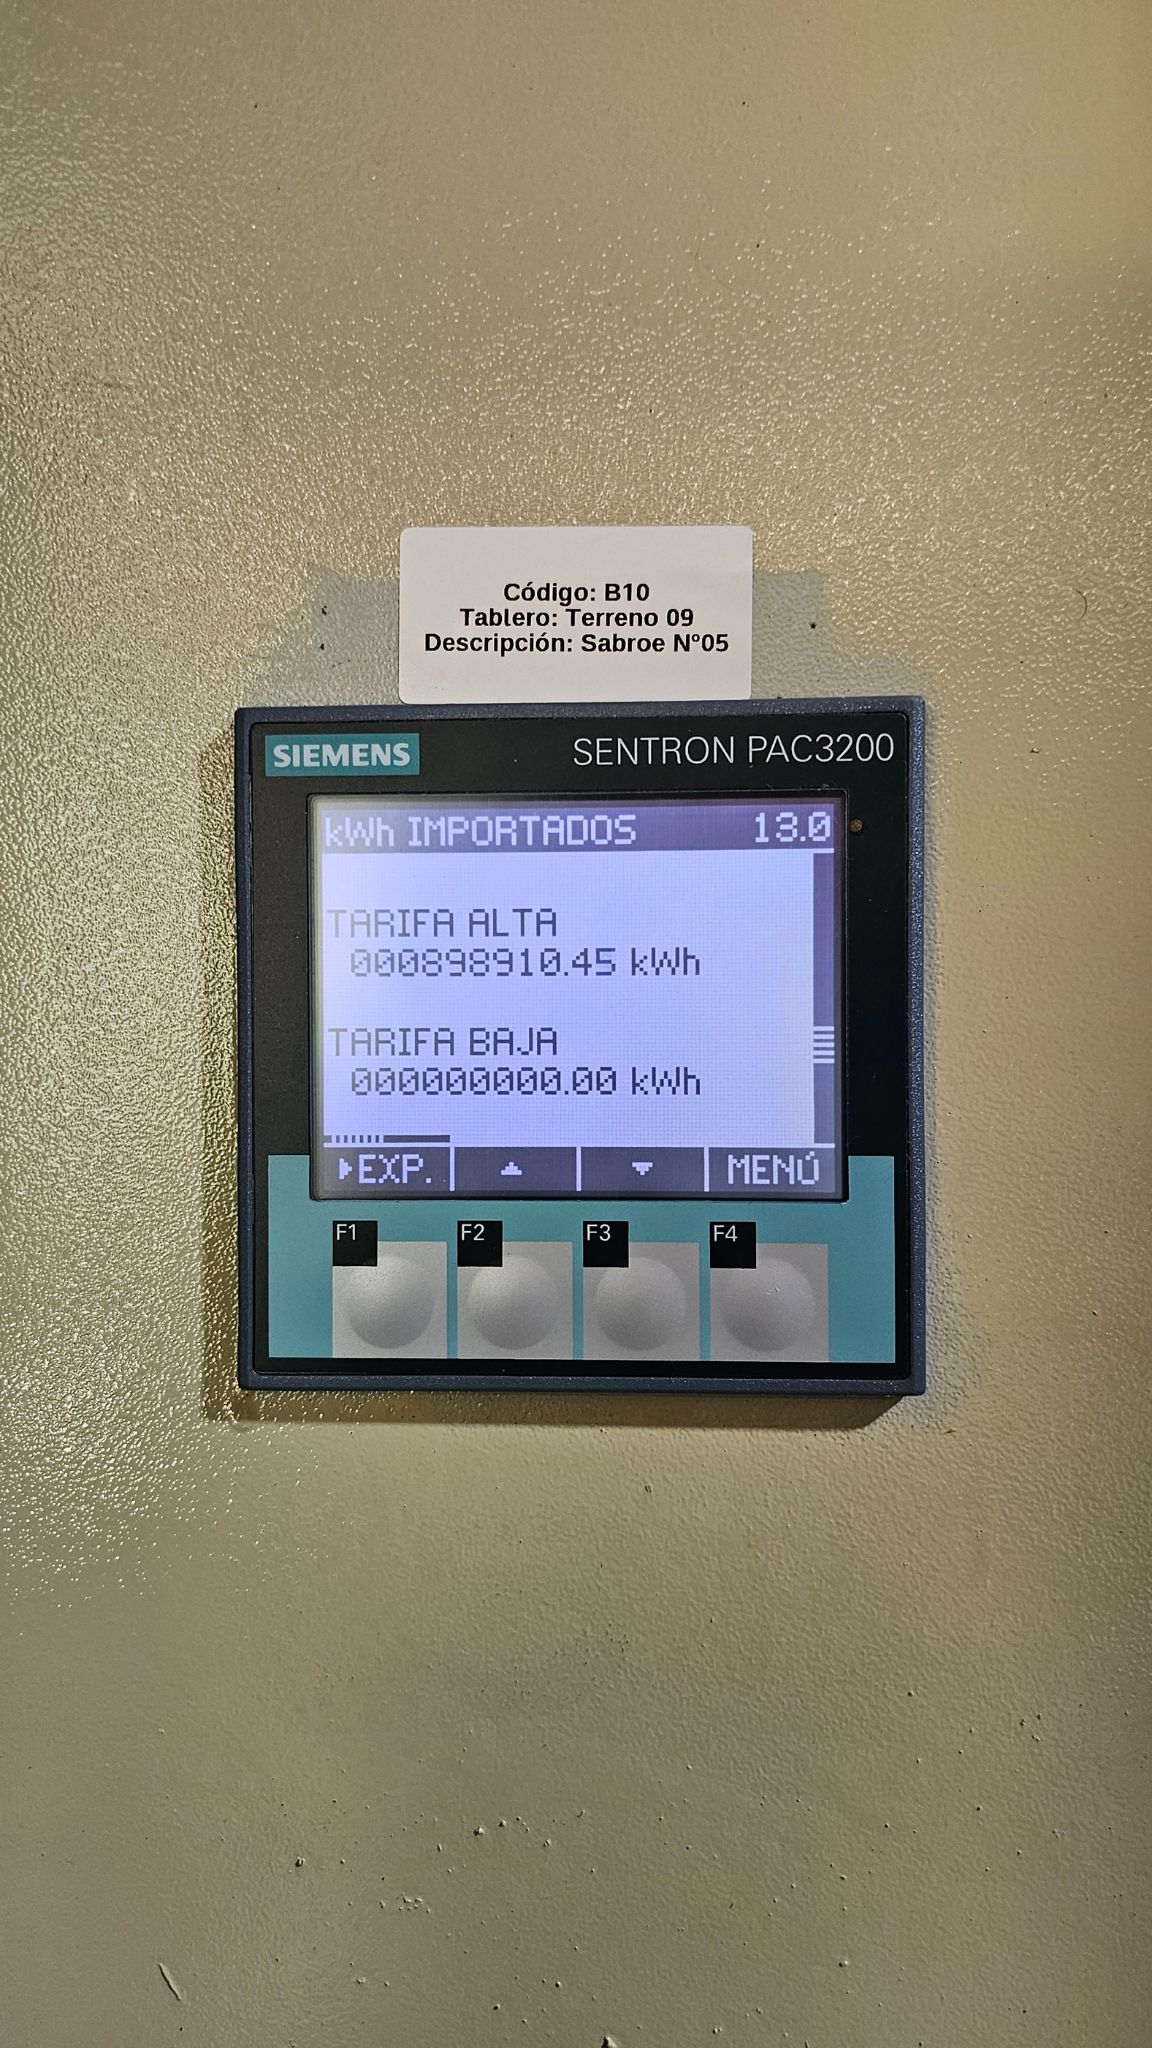 Código: B10
Tablero: Terreno 09
Descripción: Sabroe Nº05
SIEMENS SENTRON PAC3200
kWh IMPORTADOS 13.0
TARIFA ALTA
000898910.45 kWh
TARIFA BAJA
000000000.00 kWh
EXP. MENÚ
F1 F2 F3 F4